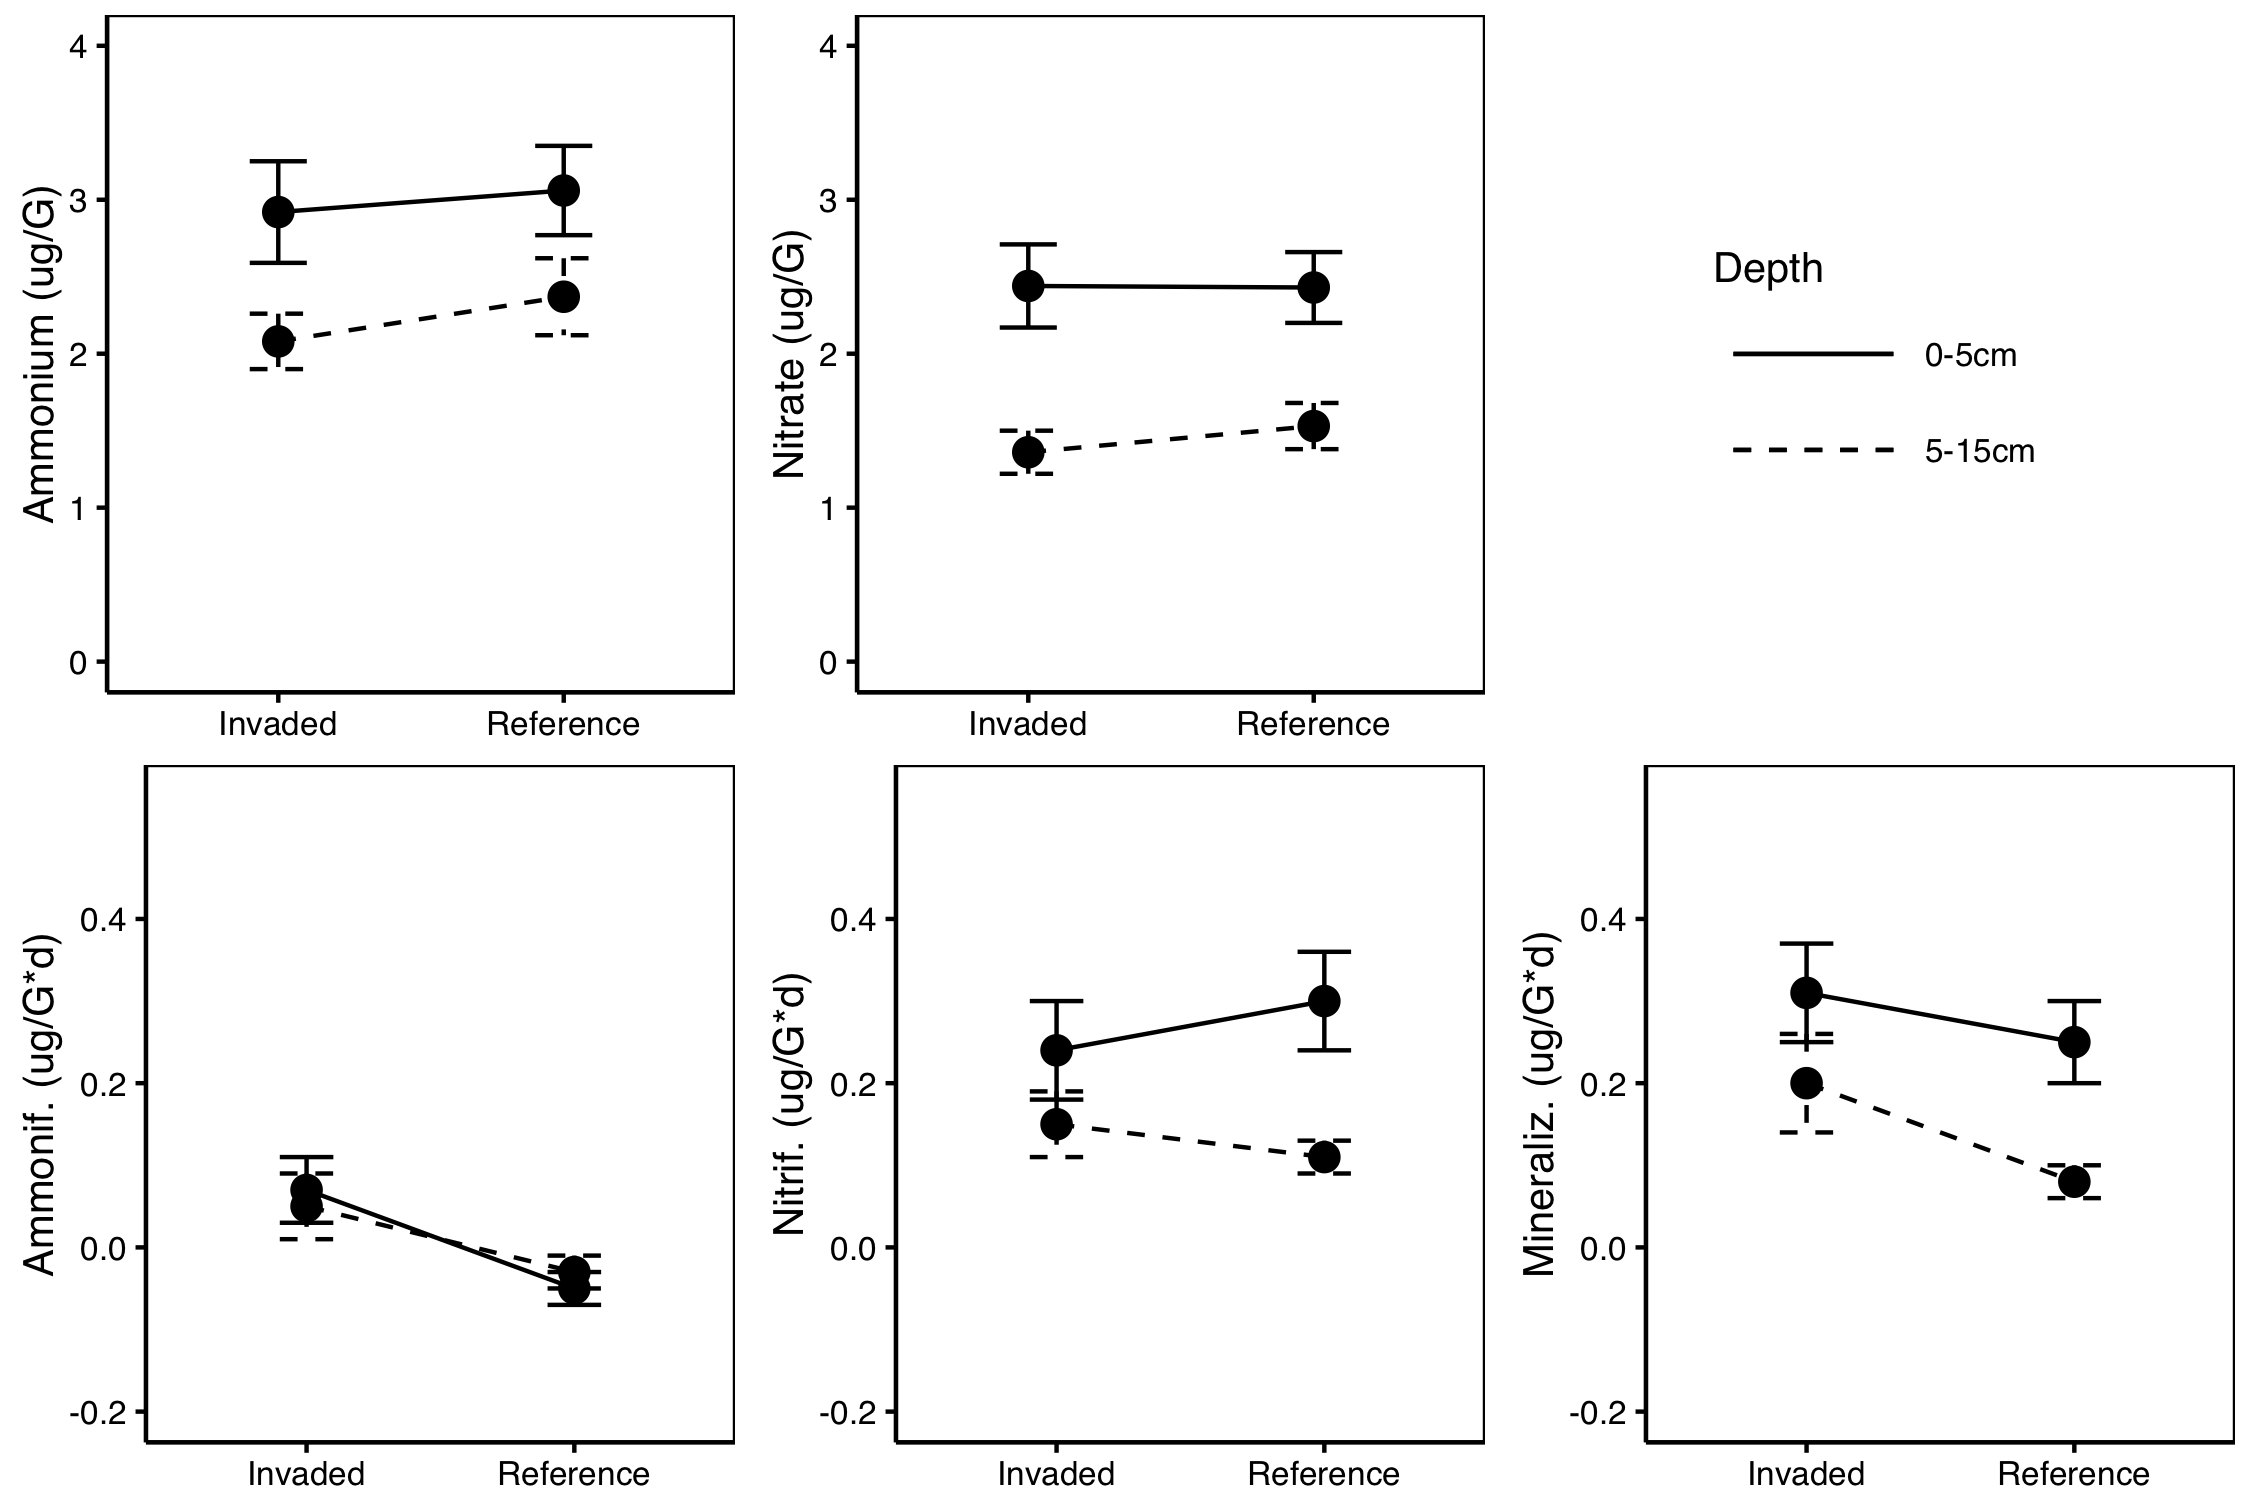 Ammonium (ug/G)
4
3
2
1
0
Invaded Reference
Nitrate (ug/G)
4
3
2
1
0
Invaded Reference
Depth
0-5cm
5-15cm
Ammonif. (ug/G*d)
0.4
0.2
0.0
-0.2
Invaded Reference
Nitrif. (ug/G*d)
0.4
0.2
0.0
-0.2
Invaded Reference
Mineraliz. (ug/G*d)
0.4
0.2
0.0
-0.2
Invaded Reference